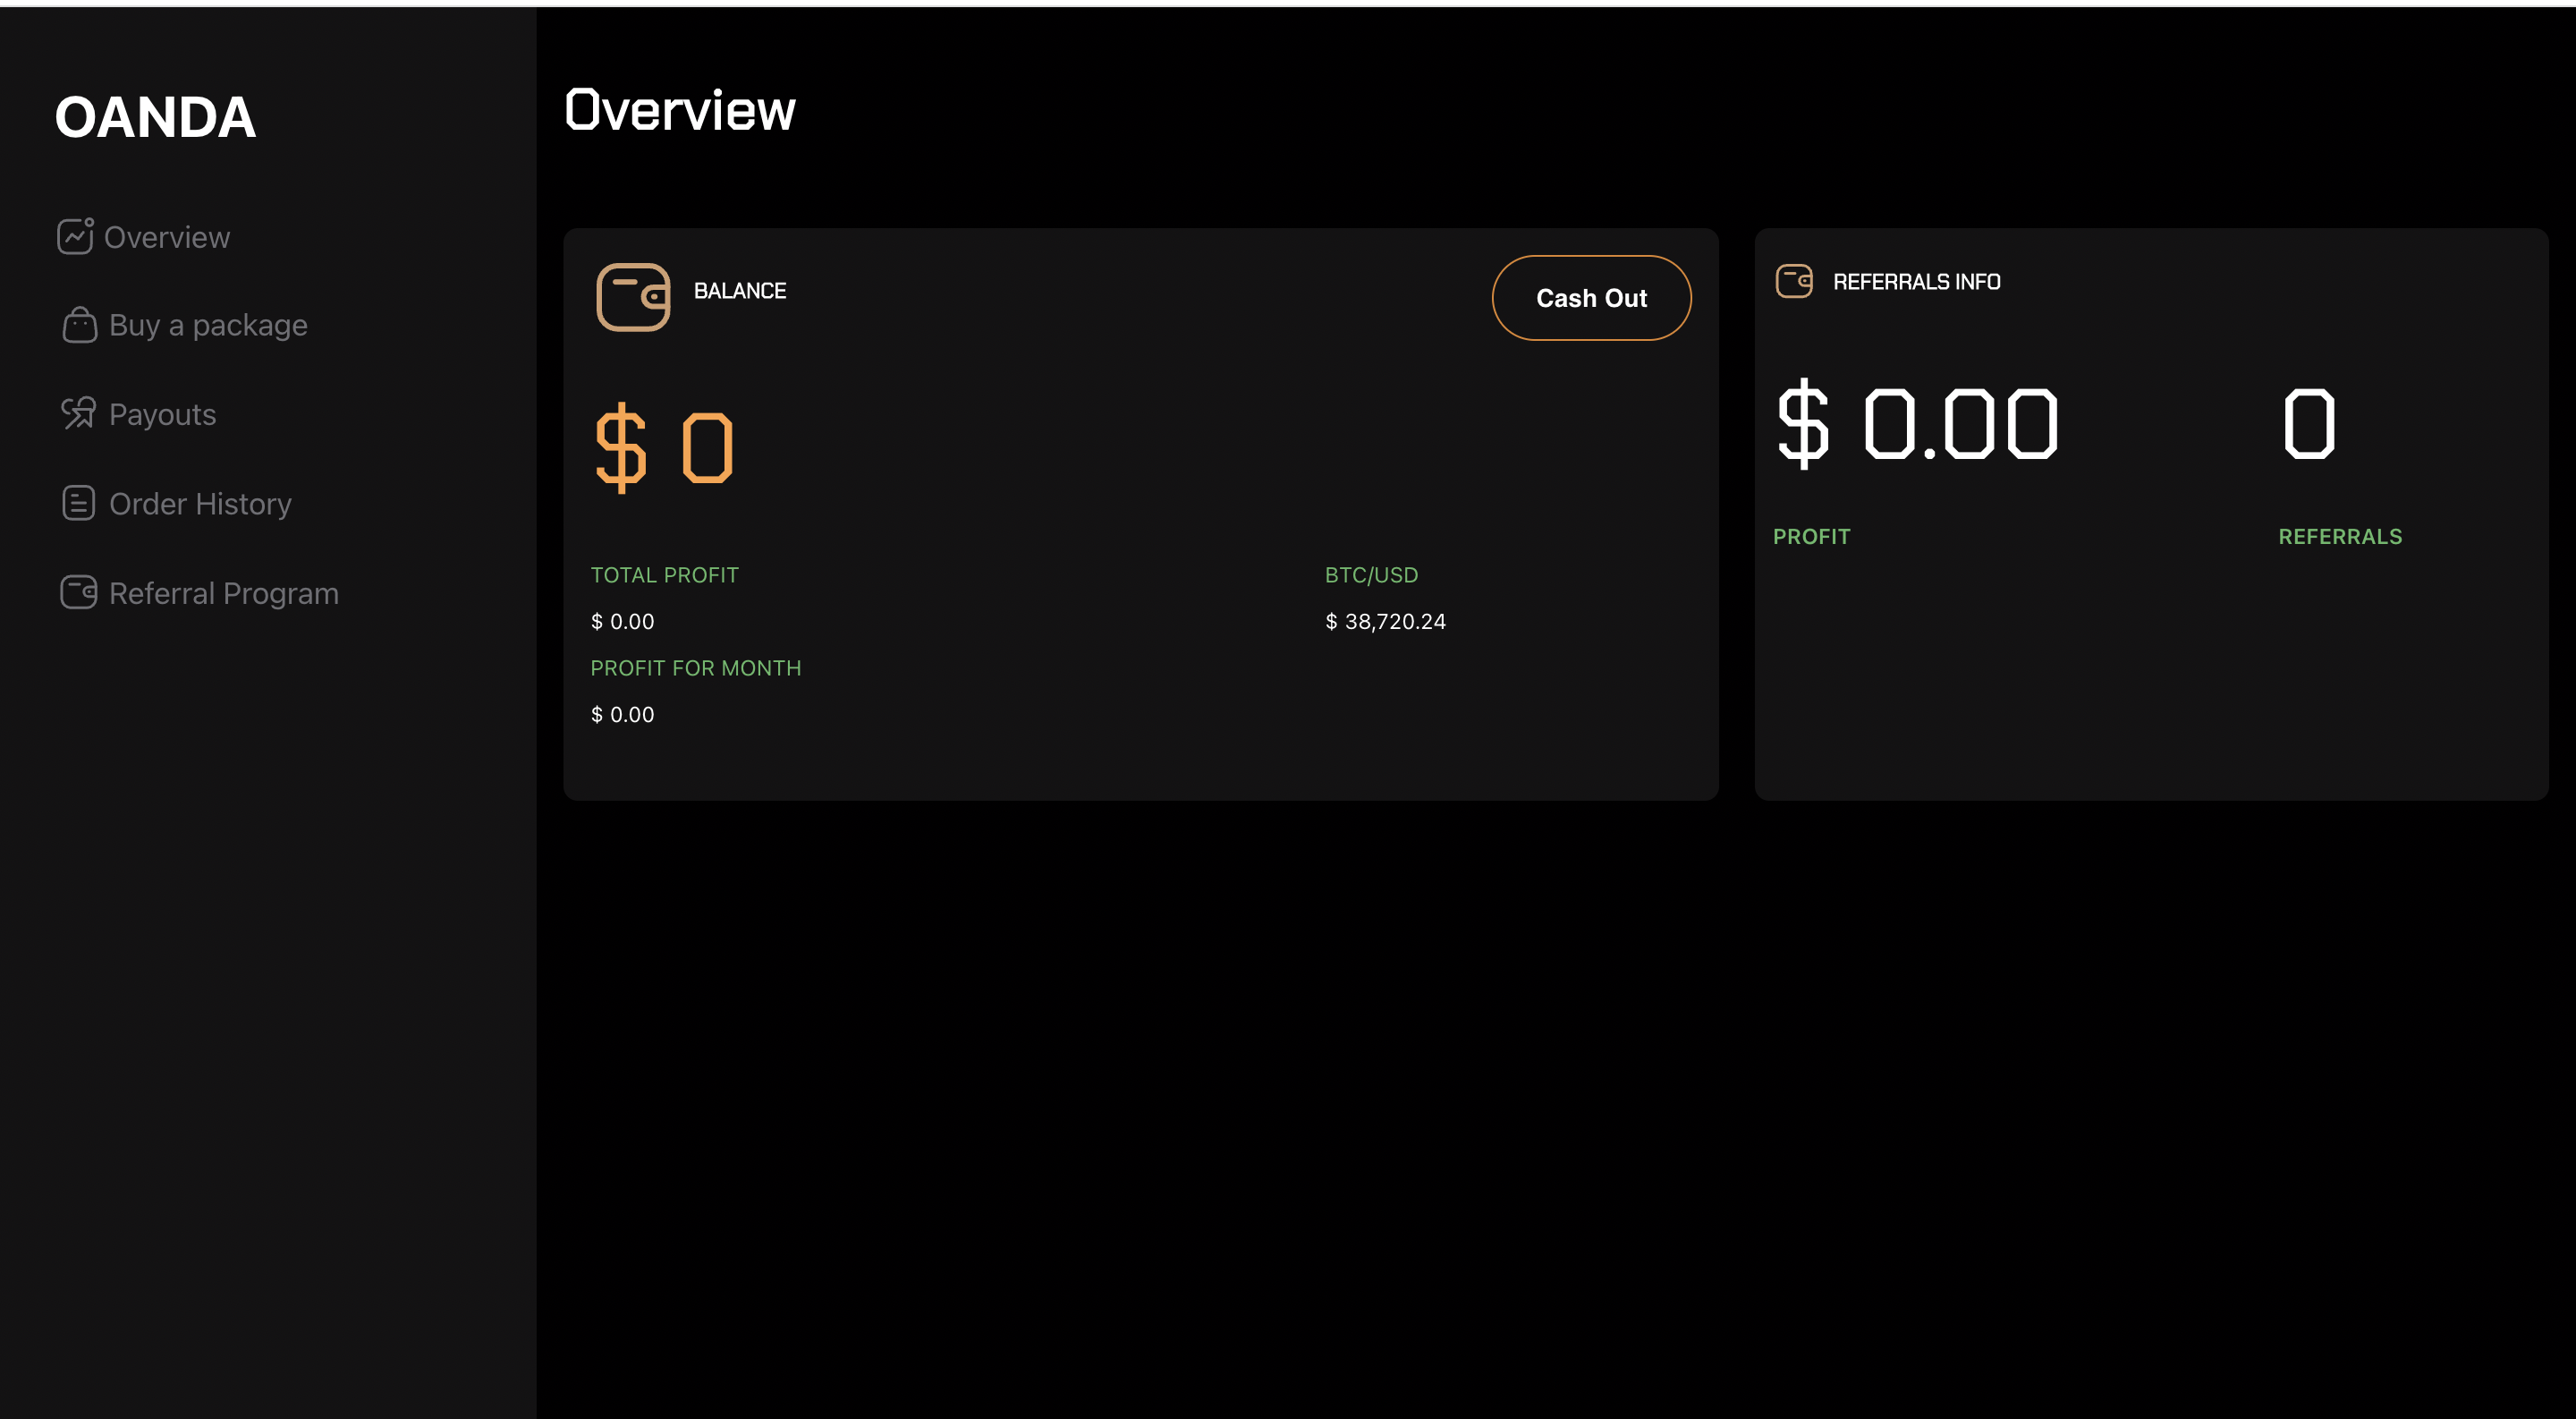 OANDA
Overview
Buy a package
Payouts
Order History
Referral Program
Overview
BALANCE
Cash Out
$ 0
TOTAL PROFIT
$ 0.00
BTC/USD
$ 38,720.24
PROFIT FOR MONTH
$ 0.00
REFERRALS INFO
$ 0.00
0
PROFIT
REFERRALS